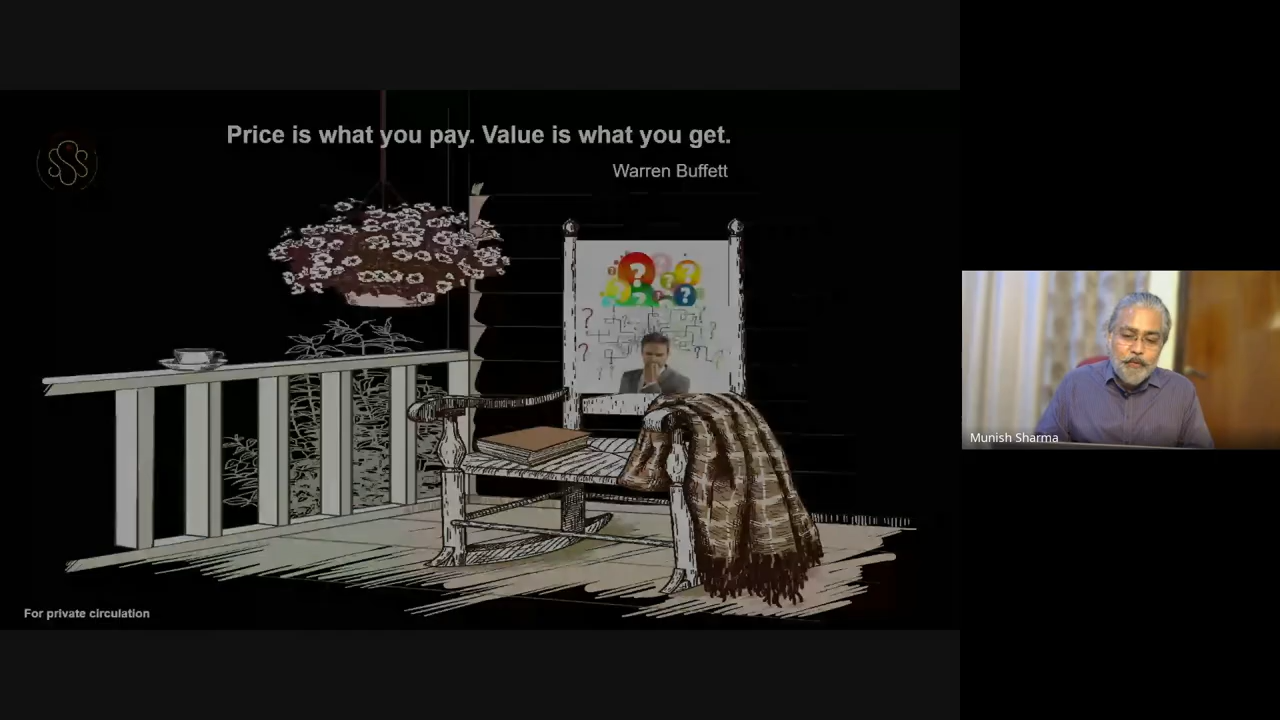 Price is what you pay. Value is what you get.
Warren Buffett
For private circulation
Munish Sharma